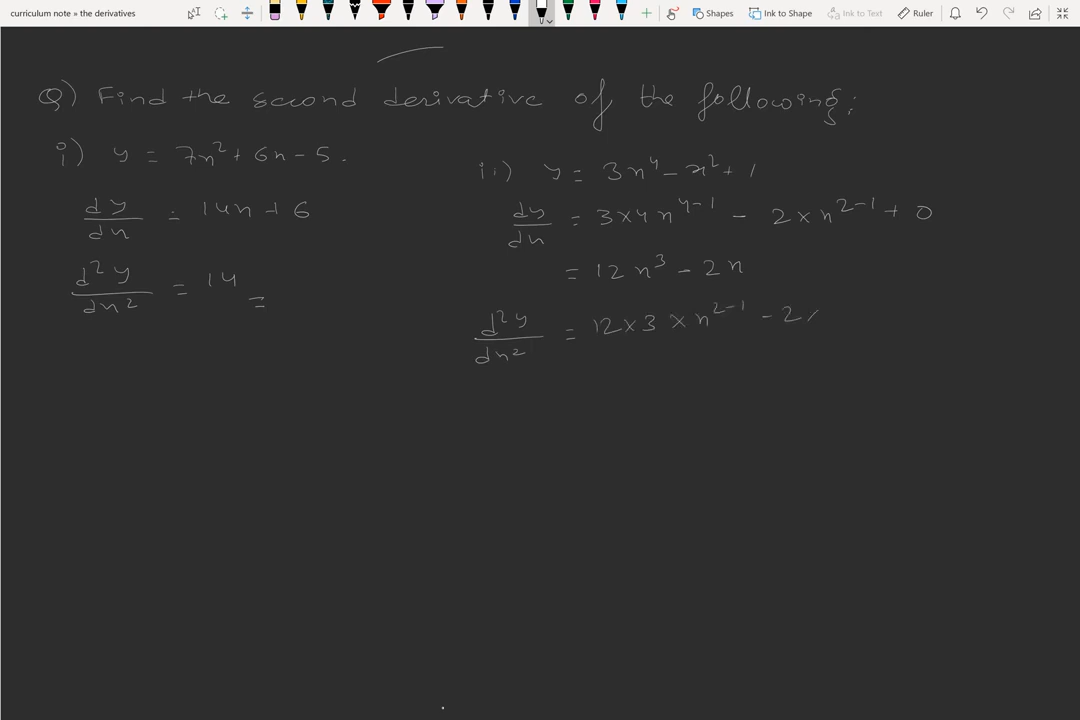 curriculum note » the derivatives
Shapes Ink to Shape Ink to Text Ruler
Q) Find the second derivative of the following;
i) y = 7x² + 6x - 5.
dy/dx = 14x + 6
d²y/dx² = 14 =
ii) y = 3x⁴ - x² + 1
dy/dx = 3×4 x⁴⁻¹ - 2 × x²⁻¹ + 0
= 12x³ - 2x
d²y/dx² = 12×3 × x²⁻¹ - 2